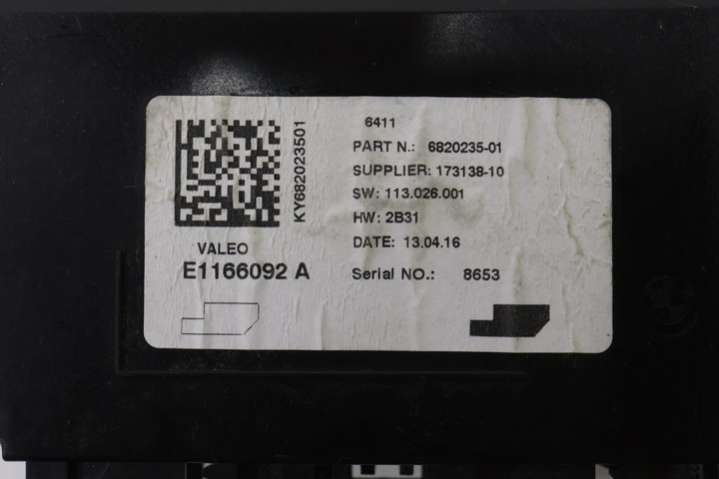 6411
PART N.: 6820235-01
SUPPLIER: 173138-10
SW: 113.026.001
HW: 2B31
DATE: 13.04.16
Serial NO.: 8653
KY682023501
VALEO
E1166092 A